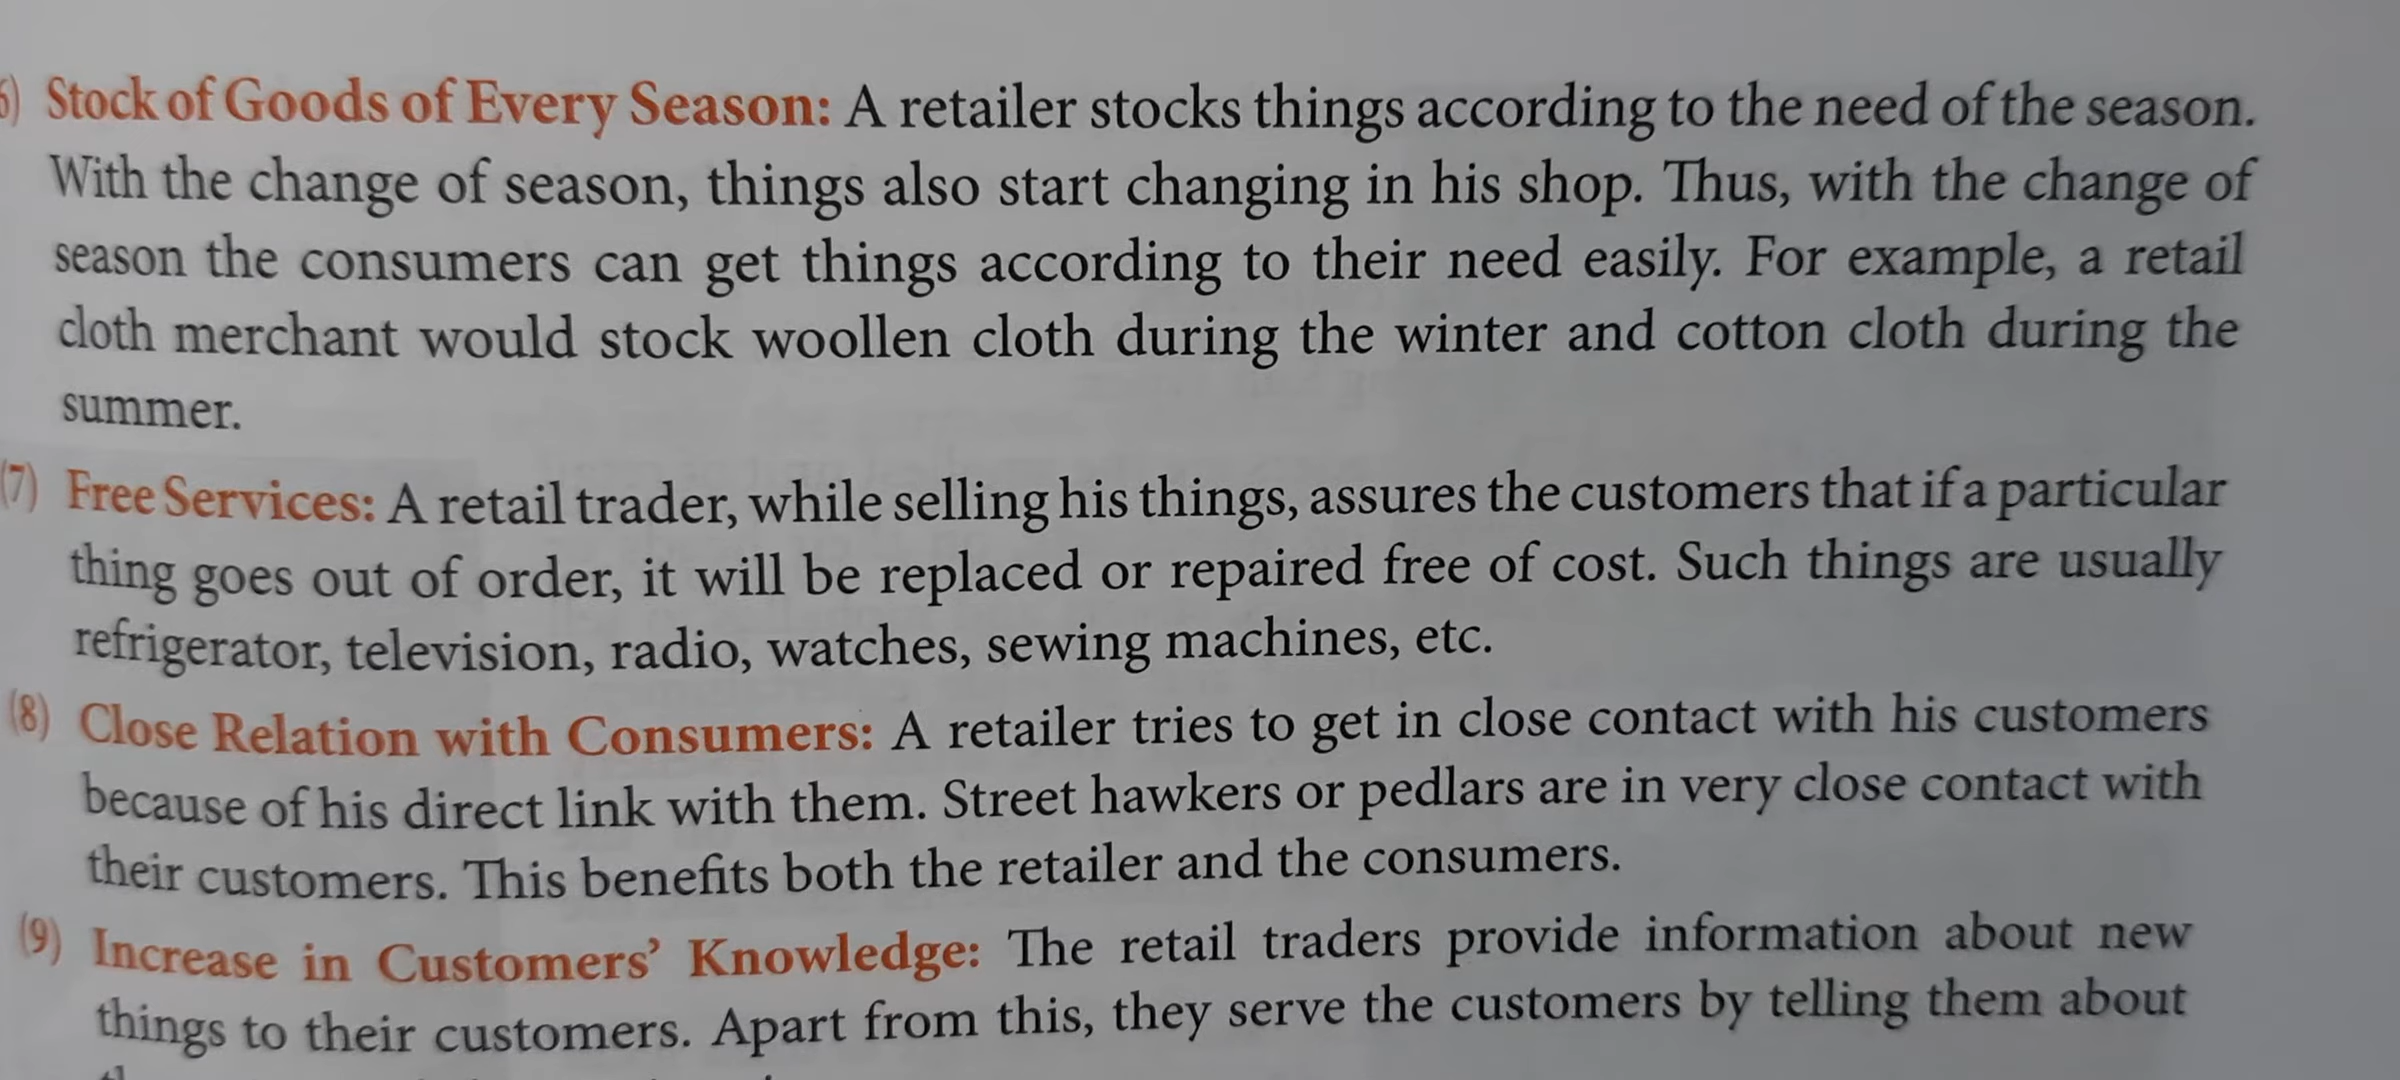 6) Stock of Goods of Every Season: A retailer stocks things according to the need of the season.
With the change of season, things also start changing in his shop. Thus, with the change of
season the consumers can get things according to their need easily. For example, a retail
cloth merchant would stock woollen cloth during the winter and cotton cloth during the
summer.
(7) Free Services: A retail trader, while selling his things, assures the customers that if a particular
thing goes out of order, it will be replaced or repaired free of cost. Such things are usually
refrigerator, television, radio, watches, sewing machines, etc.
(8) Close Relation with Consumers: A retailer tries to get in close contact with his customers
because of his direct link with them. Street hawkers or pedlars are in very close contact with
their customers. This benefits both the retailer and the consumers.
(9) Increase in Customers’ Knowledge: The retail traders provide information about new
things to their customers. Apart from this, they serve the customers by telling them about